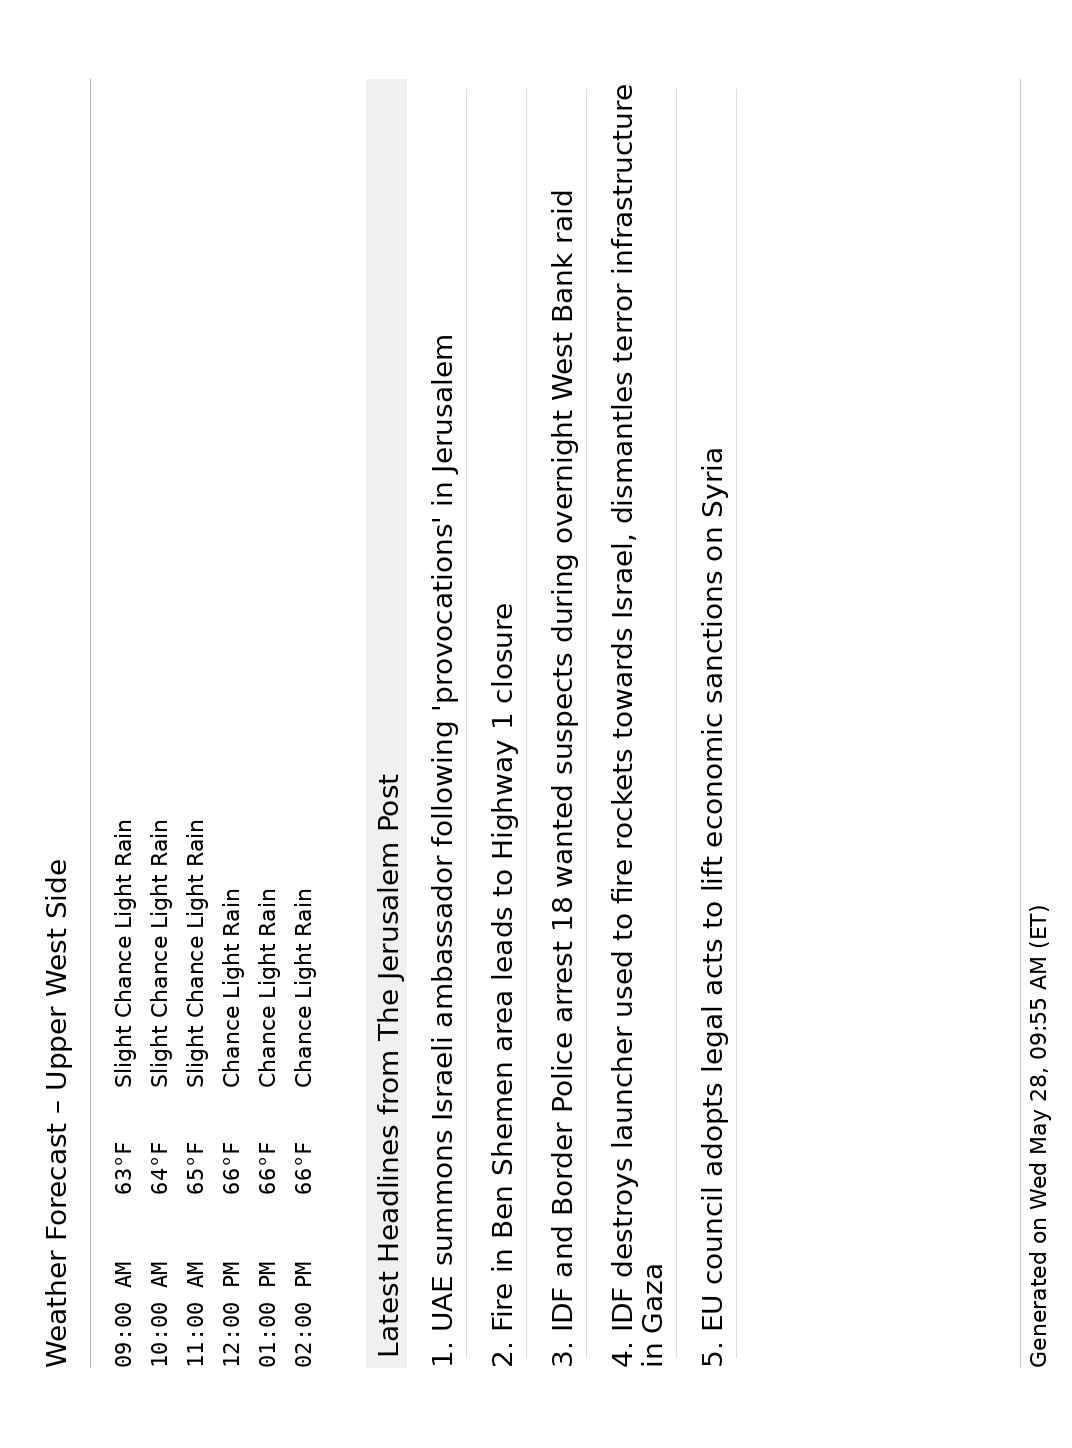 Weather Forecast – Upper West Side
09:00 AM 63°F Slight Chance Light Rain
10:00 AM 64°F Slight Chance Light Rain
11:00 AM 65°F Slight Chance Light Rain
12:00 PM 66°F Chance Light Rain
01:00 PM 66°F Chance Light Rain
02:00 PM 66°F Chance Light Rain
Latest Headlines from The Jerusalem Post
1. UAE summons Israeli ambassador following 'provocations' in Jerusalem
2. Fire in Ben Shemen area leads to Highway 1 closure
3. IDF and Border Police arrest 18 wanted suspects during overnight West Bank raid
4. IDF destroys launcher used to fire rockets towards Israel, dismantles terror infrastructure
in Gaza
5. EU council adopts legal acts to lift economic sanctions on Syria
Generated on Wed May 28, 09:55 AM (ET)